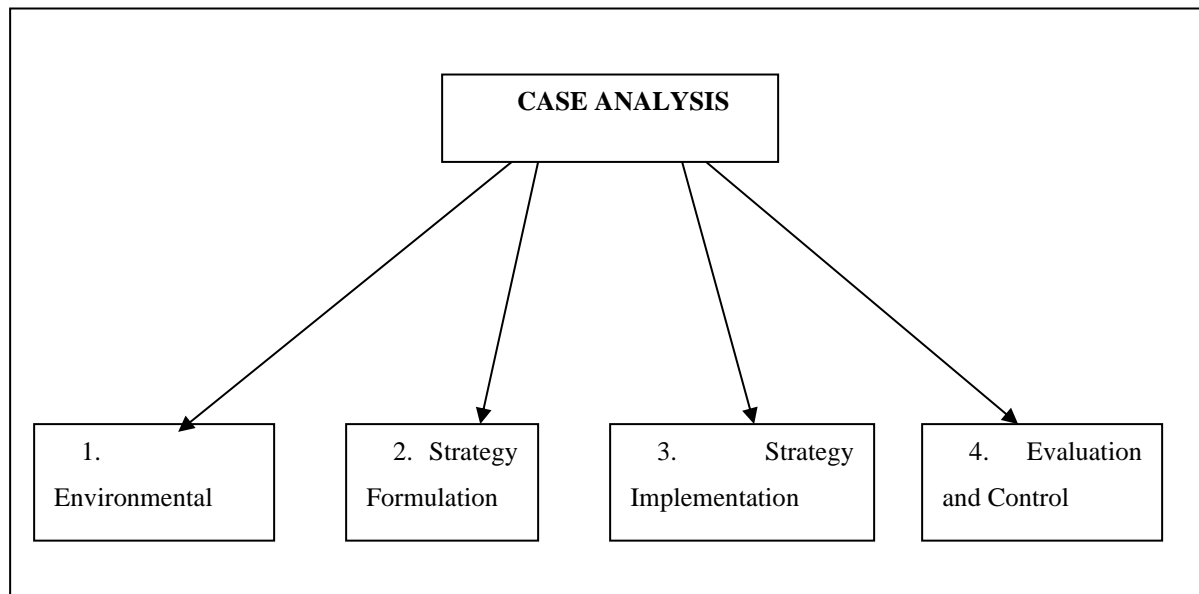 CASE ANALYSIS
1.
Environmental
2. Strategy
Formulation
3. Strategy
Implementation
4. Evaluation
and Control